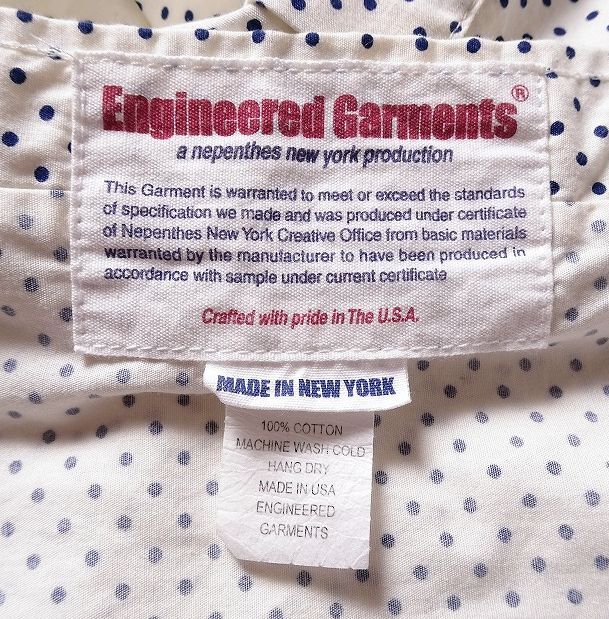 Engineered Garments®
a nepenthes new york production
This Garment is warranted to meet or exceed the standards
of specification we made and was produced under certificate
of Nepenthes New York Creative Office from basic materials
warranted by the manufacturer to have been produced in
accordance with sample under current certificate
Crafted with pride in The U.S.A.
MADE IN NEW YORK
100% COTTON
MACHINE WASH COLD
HANG DRY
MADE IN USA
ENGINEERED
GARMENTS